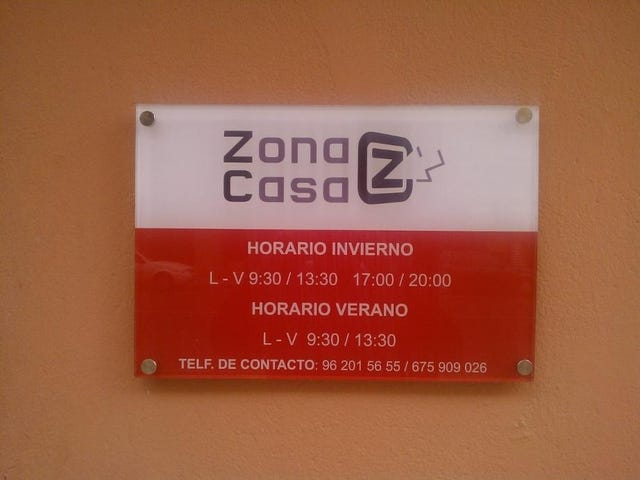 Zona
Casa
Z
HORARIO INVIERNO
L - V 9:30 / 13:30 17:00 / 20:00
HORARIO VERANO
L - V 9:30 / 13:30
TELF. DE CONTACTO: 96 201 56 55 / 675 909 026